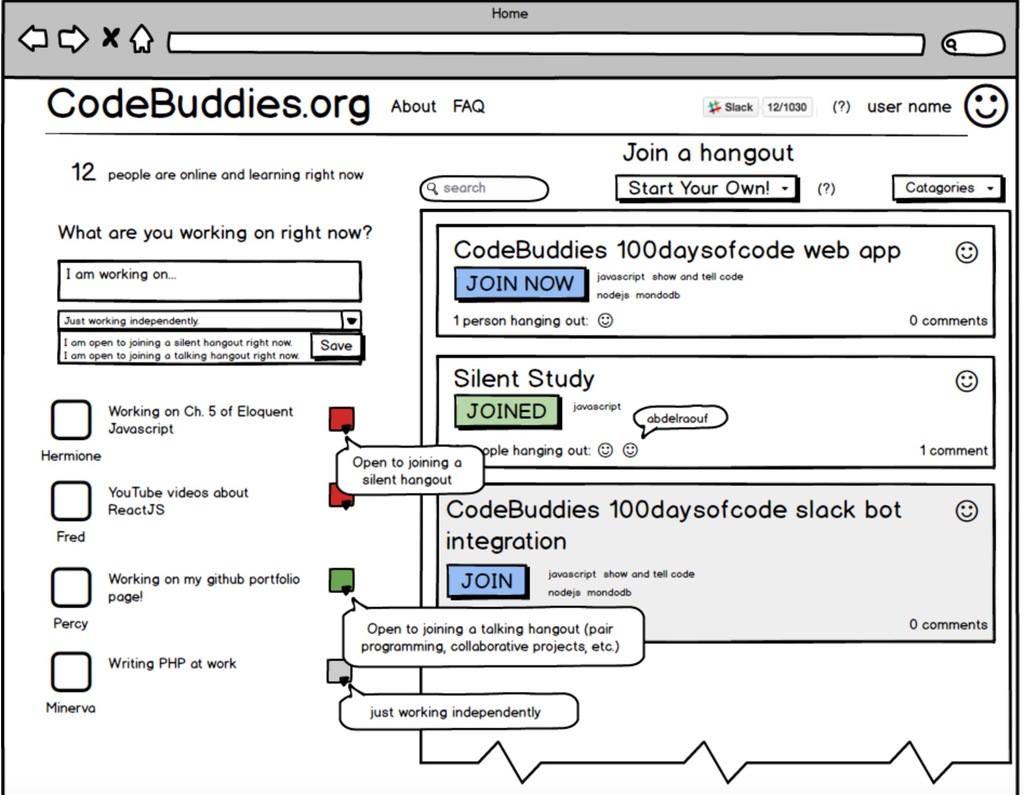 Home
CodeBuddies.org About FAQ
Slack 12/1030 (?) user name
12 people are online and learning right now
What are you working on right now?
I am working on...
Just working independently.
I am open to joining a silent hangout right now.
I am open to joining a talking hangout right now.
Save
Working on Ch. 5 of Eloquent
Javascript
Hermione
Open to joining a
silent hangout
YouTube videos about
ReactJS
Fred
Working on my github portfolio
page!
Percy
Open to joining a talking hangout (pair
programming, collaborative projects, etc.)
Writing PHP at work
Minerva
just working independently
Join a hangout
search
Start Your Own! (?)
Catagories
CodeBuddies 100daysofcode web app
JOIN NOW
javascript show and tell code
nodejs mondodb
1 person hanging out:
0 comments
Silent Study
JOINED
javascript
abdelraouf
hanging out:
1 comment
CodeBuddies 100daysofcode slack bot
integration
JOIN
javascript show and tell code
nodejs mondodb
0 comments